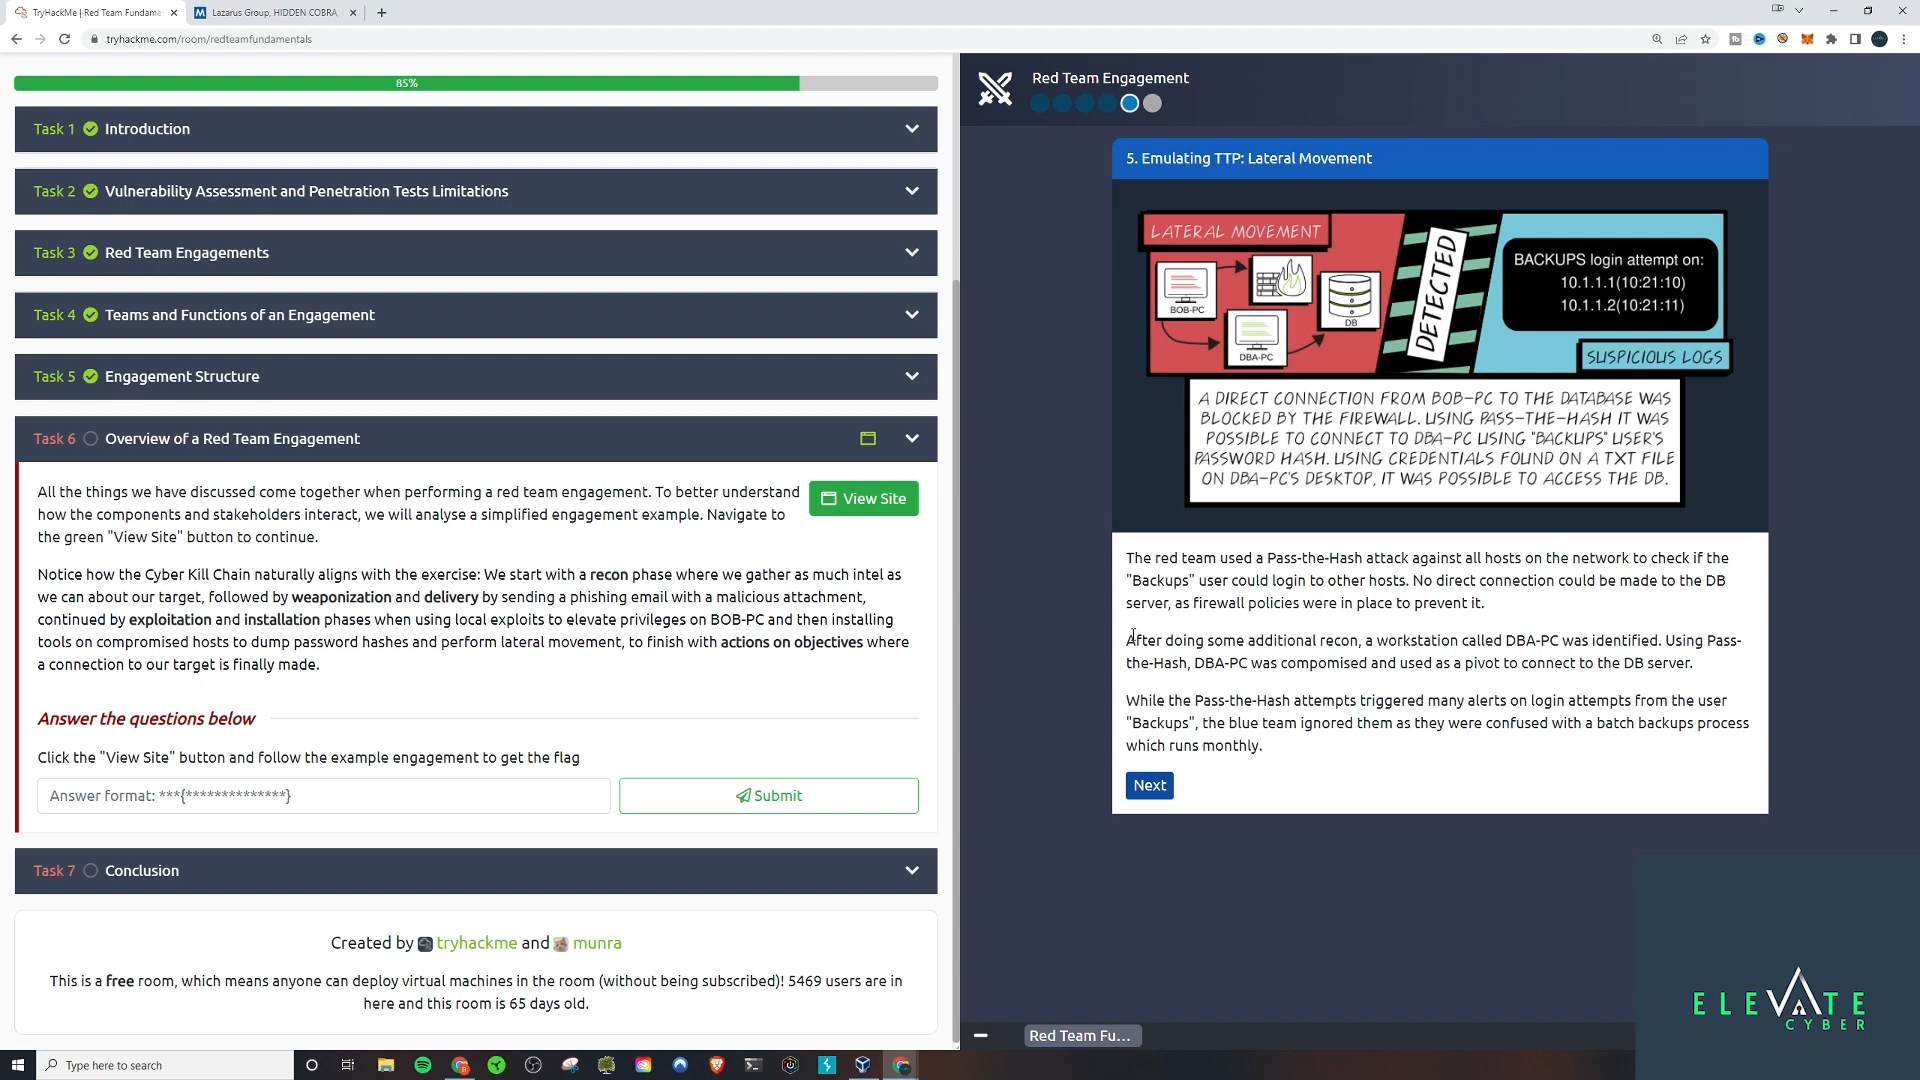 TryHackMe | Red Team Fundame
Lazarus Group, HIDDEN COBRA,
tryhackme.com/room/redteamfundamentals
85%
Task 1 Introduction
Task 2 Vulnerability Assessment and Penetration Tests Limitations
Task 3 Red Team Engagements
Task 4 Teams and Functions of an Engagement
Task 5 Engagement Structure
Task 6 Overview of a Red Team Engagement
All the things we have discussed come together when performing a red team engagement. To better understand
how the components and stakeholders interact, we will analyse a simplified engagement example. Navigate to
the green "View Site" button to continue.
View Site
Notice how the Cyber Kill Chain naturally aligns with the exercise: We start with a recon phase where we gather as much intel as
we can about our target, followed by weaponization and delivery by sending a phishing email with a malicious attachment,
continued by exploitation and installation phases when using local exploits to elevate privileges on BOB-PC and then installing
tools on compromised hosts to dump password hashes and perform lateral movement, to finish with actions on objectives where
a connection to our target is finally made.
Answer the questions below
Click the "View Site" button and follow the example engagement to get the flag
Answer format: ***{**************}
Submit
Task 7 Conclusion
Created by tryhackme and munra
This is a free room, which means anyone can deploy virtual machines in the room (without being subscribed)! 5469 users are in
here and this room is 65 days old.
Red Team Engagement
5. Emulating TTP: Lateral Movement
LATERAL MOVEMENT
BOB-PC
DBA-PC
DB
DETECTED
BACKUPS login attempt on:
10.1.1.1(10:21:10)
10.1.1.2(10:21:11)
SUSPICIOUS LOGS
A DIRECT CONNECTION FROM BOB-PC TO THE DATABASE WAS
BLOCKED BY THE FIREWALL. USING PASS-THE-HASH IT WAS
POSSIBLE TO CONNECT TO DBA-PC USING "BACKUPS" USER'S
PASSWORD HASH. USING CREDENTIALS FOUND ON A TXT FILE
ON DBA-PC'S DESKTOP, IT WAS POSSIBLE TO ACCESS THE DB.
The red team used a Pass-the-Hash attack against all hosts on the network to check if the
"Backups" user could login to other hosts. No direct connection could be made to the DB
server, as firewall policies were in place to prevent it.
After doing some additional recon, a workstation called DBA-PC was identified. Using Pass-
the-Hash, DBA-PC was compomised and used as a pivot to connect to the DB server.
While the Pass-the-Hash attempts triggered many alerts on login attempts from the user
"Backups", the blue team ignored them as they were confused with a batch backups process
which runs monthly.
Next
Red Team Fu...
ELEVATE
CYBER
Type here to search